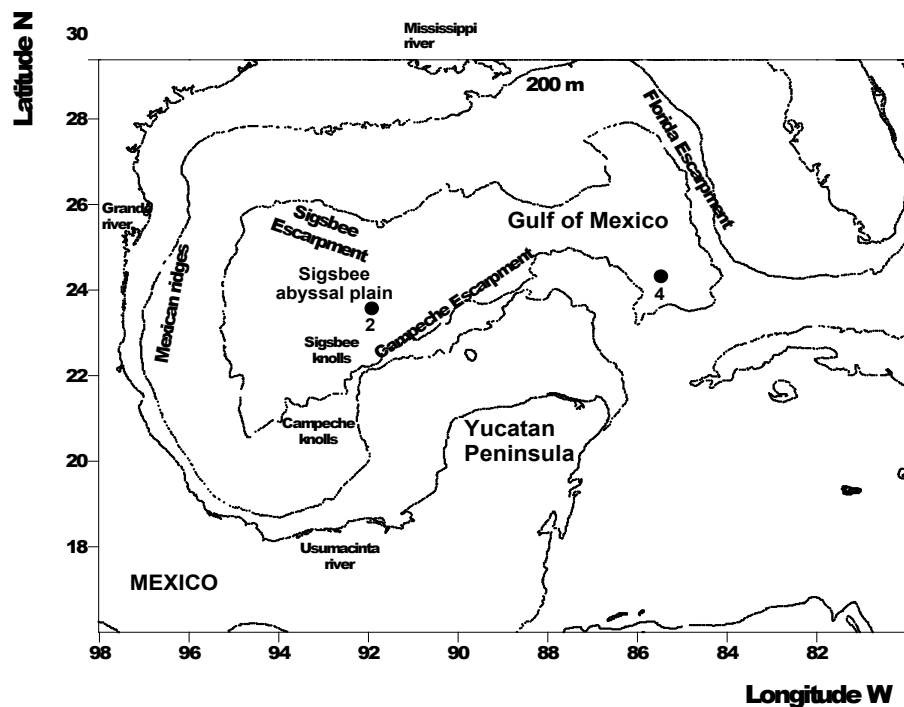 Latitude N
30
28
26
24
22
20
18
Mississippi
river
200 m
Florida Escarpment
Grande
river
Sigsbee
Escarpment
Gulf of Mexico
Mexican ridges
Sigsbee
abyssal plain
2
Campeche Escarpment
4
Sigsbee
knolls
Campeche
knolls
Yucatan
Peninsula
Usumacinta
river
MEXICO
98 96 94 92 90 88 86 84 82
Longitude W